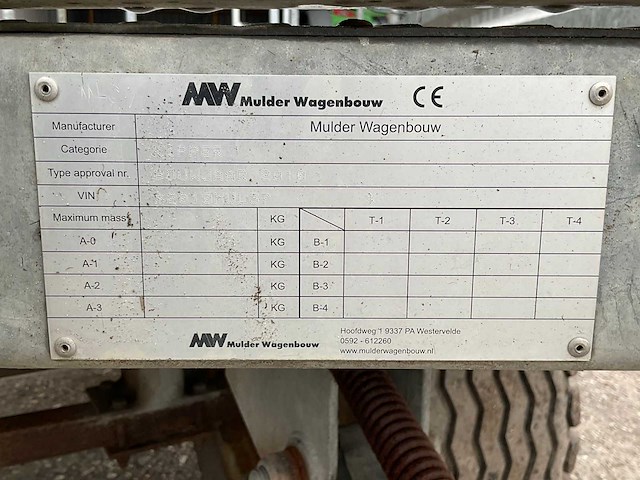 MW Mulder Wagenbouw CE
Manufacturer Mulder Wagenbouw
Categorie
Type approval nr.
VIN
Maximum mass KG T-1 T-2 T-3 T-4
A-0 KG B-1
A-1 KG B-2
A-2 KG B-3
A-3 KG B-4
MW Mulder Wagenbouw
Hoofdweg 1 9337 PA Westervelde
0592 - 612260
www.mulderwagenbouw.nl